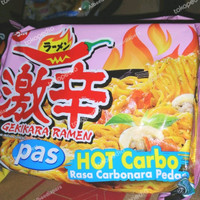 ラーメン
激辛
GEKIKARA RAMEN
pas
HOT Carbo
Rasa Carbonara Pedas